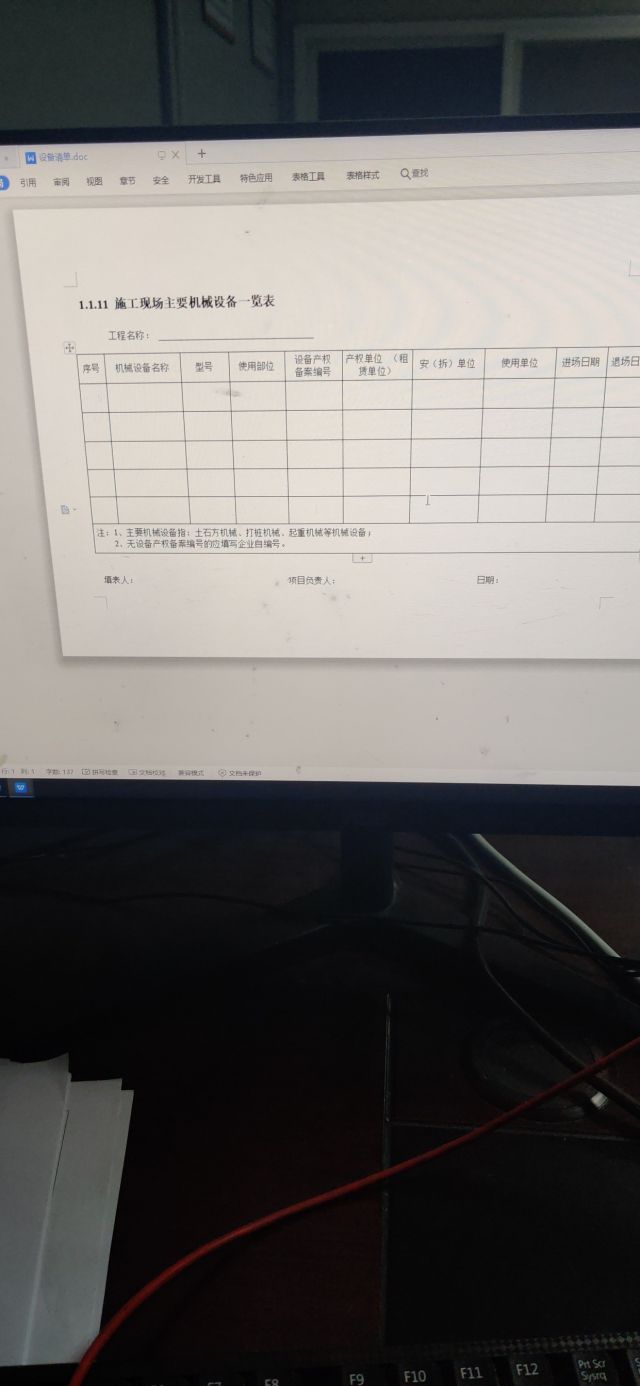 设备清单.doc
引用 审阅 视图 章节 安全 开发工具 特色应用 表格工具 表格样式 查找
1.1.11 施工现场主要机械设备一览表
工程名称：
序号 机械设备名称 型号 使用部位 设备产权备案编号 产权单位（租赁单位） 安（拆）单位 使用单位 进场日期 退场日
注：1、主要机械设备指：土石方机械、打桩机械、起重机械等机械设备；
2、无设备产权备案编号的应填写企业自编号。
填表人： 项目负责人： 日期：
行:1 列:1 字数:137 拼写检查 文档校对 兼容模式 文档未保护
F7 F8 F9 F10 F11 F12 Prt Scr
Sysrq